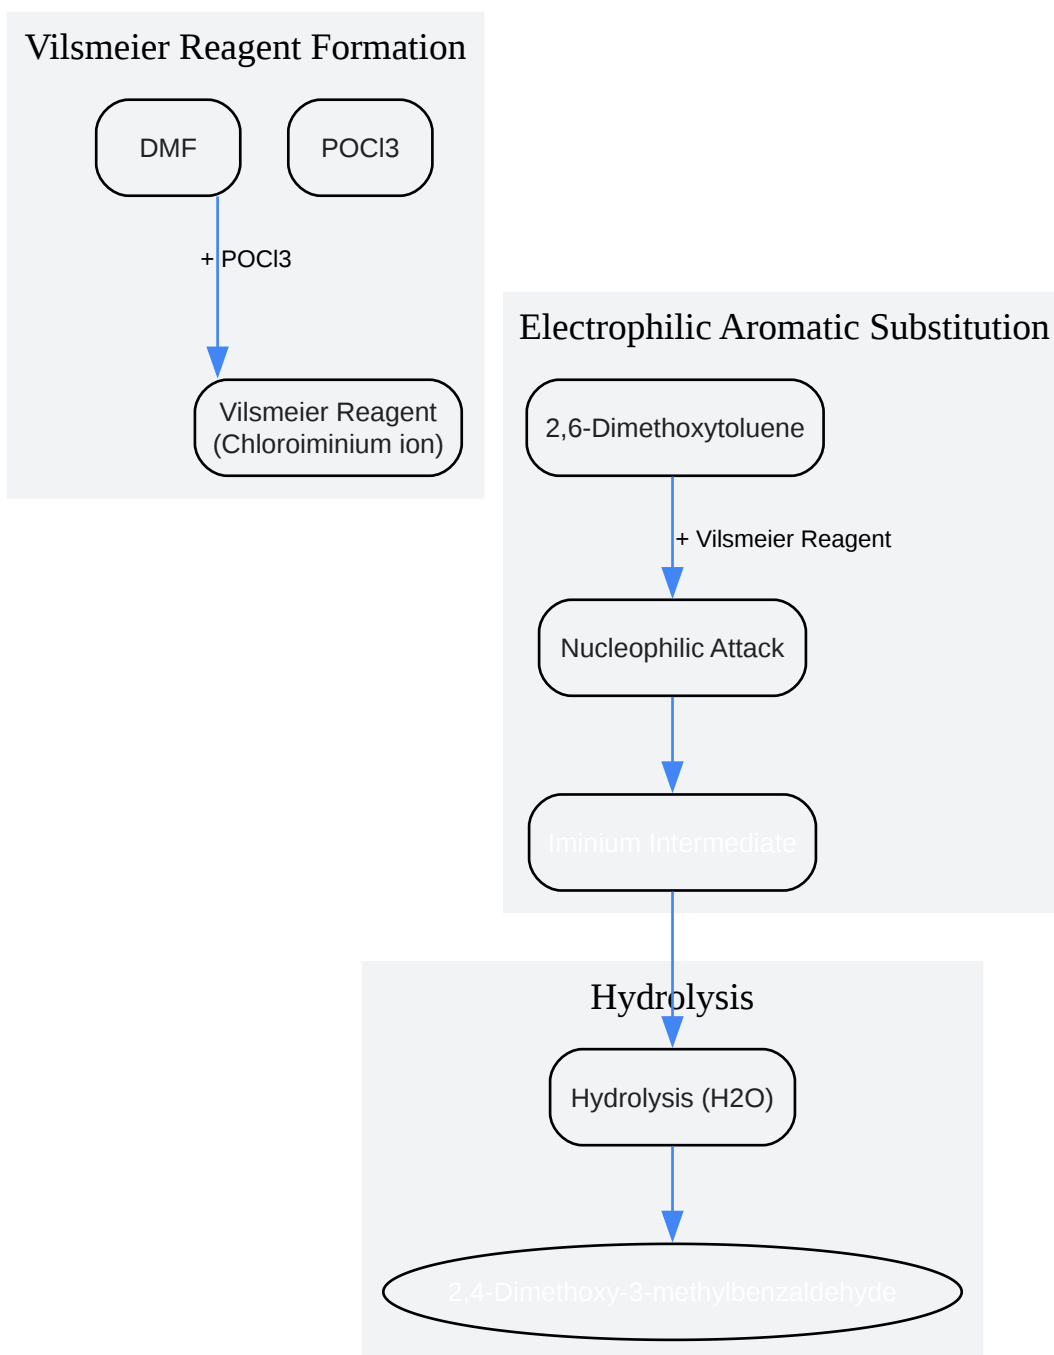 Vilsmeier Reagent Formation
DMF
POCl3
+ POCl3
Vilsmeier Reagent
(Chloroiminium ion)
Electrophilic Aromatic Substitution
2,6-Dimethoxytoluene
+ Vilsmeier Reagent
Nucleophilic Attack
Iminium Intermediate
Hydrolysis
Hydrolysis (H2O)
2,4-Dimethoxy-3-methylbenzaldehyde